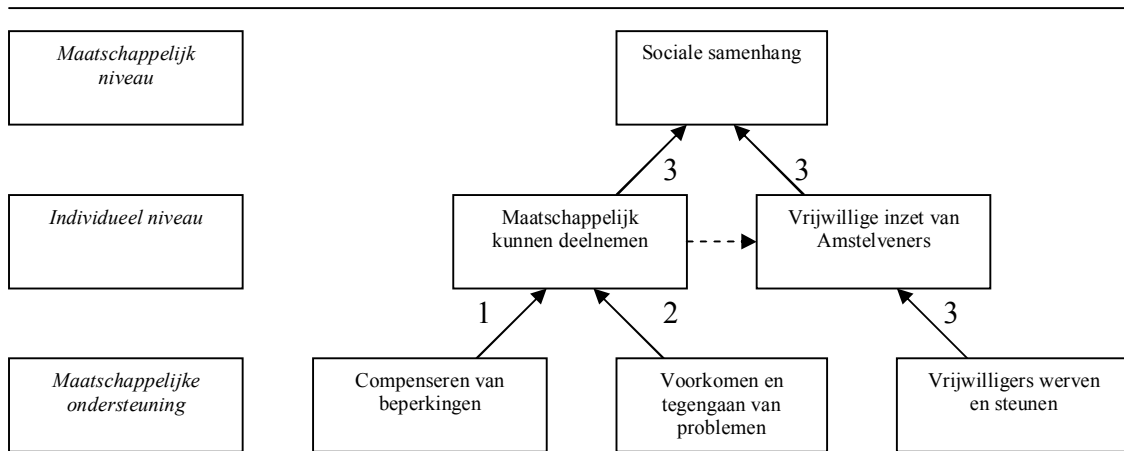 Maatschappelijk
niveau
Sociale samenhang
3
3
Individueel niveau
Maatschappelijk
kunnen deelnemen
Vrijwillige inzet van
Amstelveners
1
2
3
Maatschappelijke
ondersteuning
Compenseren van
beperkingen
Voorkomen en
tegengaan van
problemen
Vrijwilligers werven
en steunen